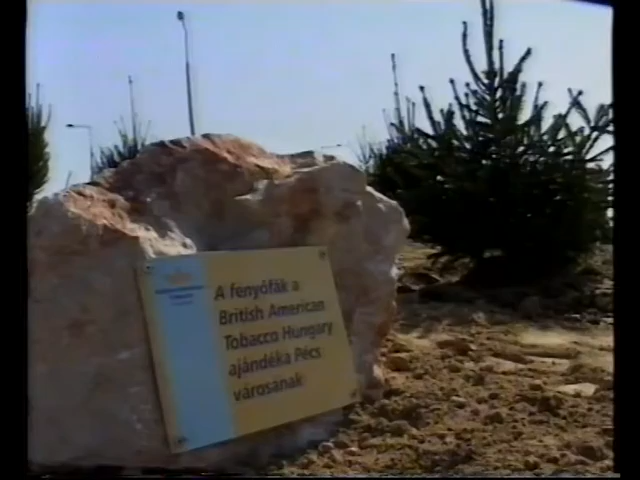 A fenyőfák a
British American
Tobacco Hungary
ajándéka Pécs
városának